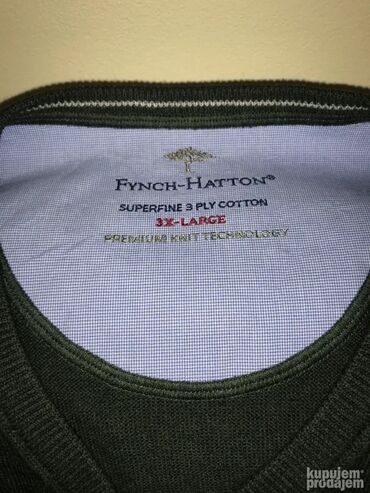 FYNCH-HATTON®
SUPERFINE 3 PLY COTTON
3X-LARGE
PREMIUM KNIT TECHNOLOGY
kupujem
prodajem